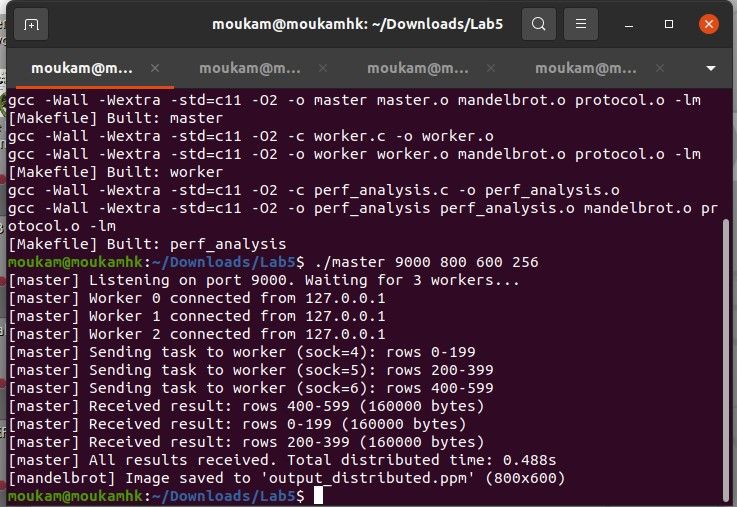 moukam@moukamhk: ~/Downloads/Lab5
moukam@m... × moukam@m... × moukam@m... × moukam@m... ×
gcc -Wall -Wextra -std=c11 -O2 -o master master.o mandelbrot.o protocol.o -lm
[Makefile] Built: master
gcc -Wall -Wextra -std=c11 -O2 -c worker.c -o worker.o
gcc -Wall -Wextra -std=c11 -O2 -o worker worker.o mandelbrot.o protocol.o -lm
[Makefile] Built: worker
gcc -Wall -Wextra -std=c11 -O2 -c perf_analysis.c -o perf_analysis.o
gcc -Wall -Wextra -std=c11 -O2 -o perf_analysis perf_analysis.o mandelbrot.o pr
otocol.o -lm
[Makefile] Built: perf_analysis
moukam@moukamhk:~/Downloads/Lab5$ ./master 9000 800 600 256
[master] Listening on port 9000. Waiting for 3 workers...
[master] Worker 0 connected from 127.0.0.1
[master] Worker 1 connected from 127.0.0.1
[master] Worker 2 connected from 127.0.0.1
[master] Sending task to worker (sock=4): rows 0-199
[master] Sending task to worker (sock=5): rows 200-399
[master] Sending task to worker (sock=6): rows 400-599
[master] Received result: rows 400-599 (160000 bytes)
[master] Received result: rows 0-199 (160000 bytes)
[master] Received result: rows 200-399 (160000 bytes)
[master] All results received. Total distributed time: 0.488s
[mandelbrot] Image saved to 'output_distributed.ppm' (800x600)
moukam@moukamhk:~/Downloads/Lab5$